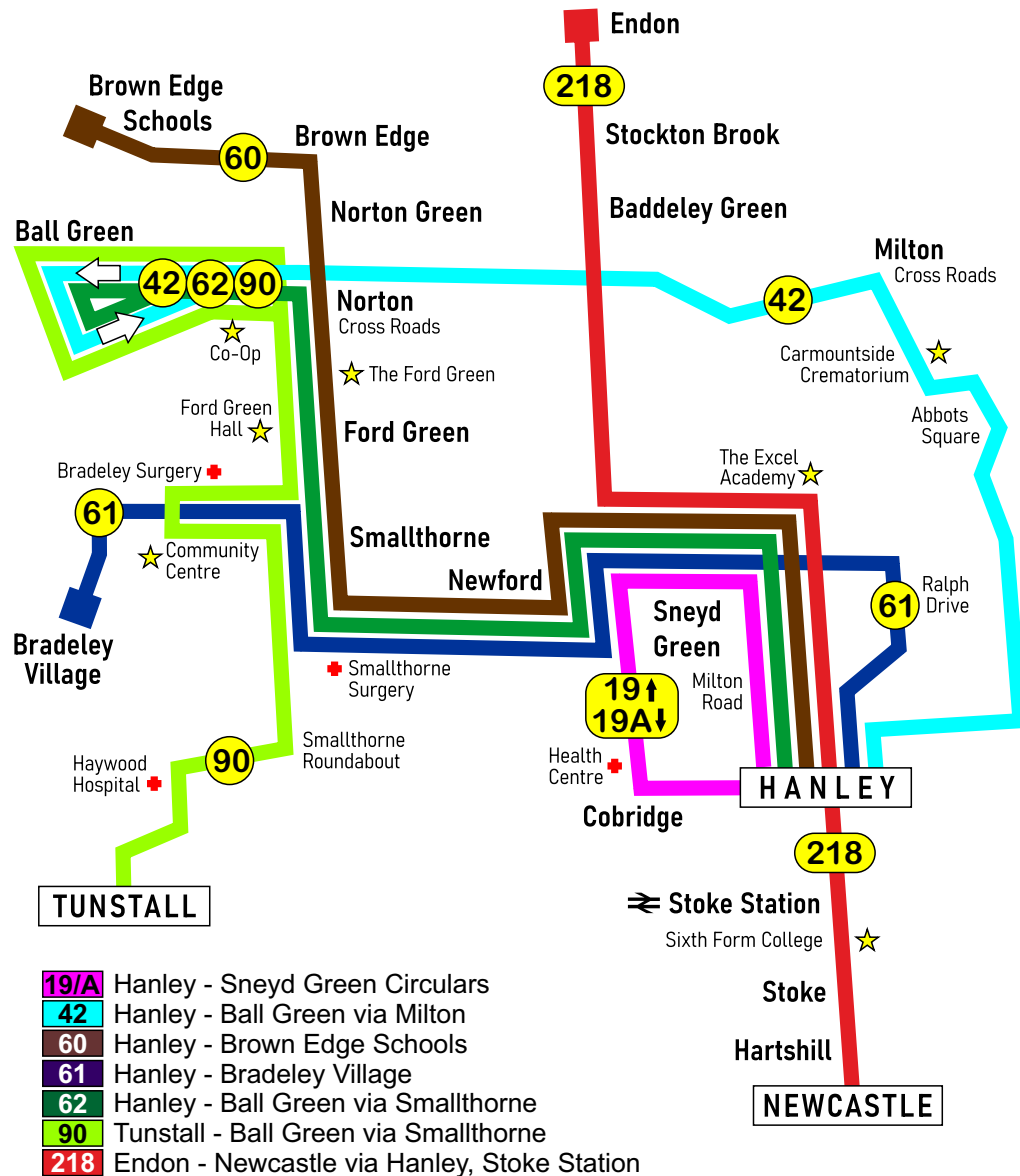 Endon
218
Brown Edge
Schools
60
Brown Edge
Stockton Brook
Norton Green
Baddeley Green
Ball Green
Milton
Cross Roads
42
62
90
42
Norton
Cross Roads
Co-Op
The Ford Green
Carmountside
Crematorium
Ford Green
Hall
Ford Green
Abbots
Square
Bradeley Surgery
The Excel
Academy
61
Smallthorne
Community
Centre
Newford
Ralph
Drive
61
Sneyd
Green
Bradeley
Village
Smallthorne
Surgery
Milton
Road
19
19A
90
Smallthorne
Roundabout
Haywood
Hospital
Health
Centre
HANLEY
Cobridge
218
TUNSTALL
Stoke Station
Sixth Form College
Stoke
Hartshill
NEWCASTLE
19/A Hanley - Sneyd Green Circulars
42 Hanley - Ball Green via Milton
60 Hanley - Brown Edge Schools
61 Hanley - Bradeley Village
62 Hanley - Ball Green via Smallthorne
90 Tunstall - Ball Green via Smallthorne
218 Endon - Newcastle via Hanley, Stoke Station